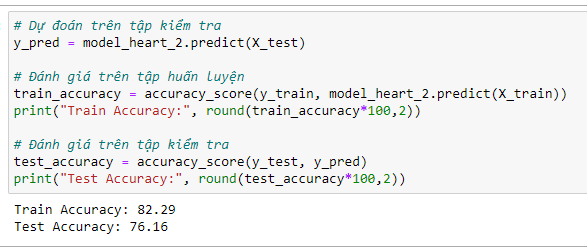 # Dự đoán trên tập kiểm tra
y_pred = model_heart_2.predict(X_test)
# Đánh giá trên tập huấn luyện
train_accuracy = accuracy_score(y_train, model_heart_2.predict(X_train))
print("Train Accuracy:", round(train_accuracy*100,2))
# Đánh giá trên tập kiểm tra
test_accuracy = accuracy_score(y_test, y_pred)
print("Test Accuracy:", round(test_accuracy*100,2))
Train Accuracy: 82.29
Test Accuracy: 76.16